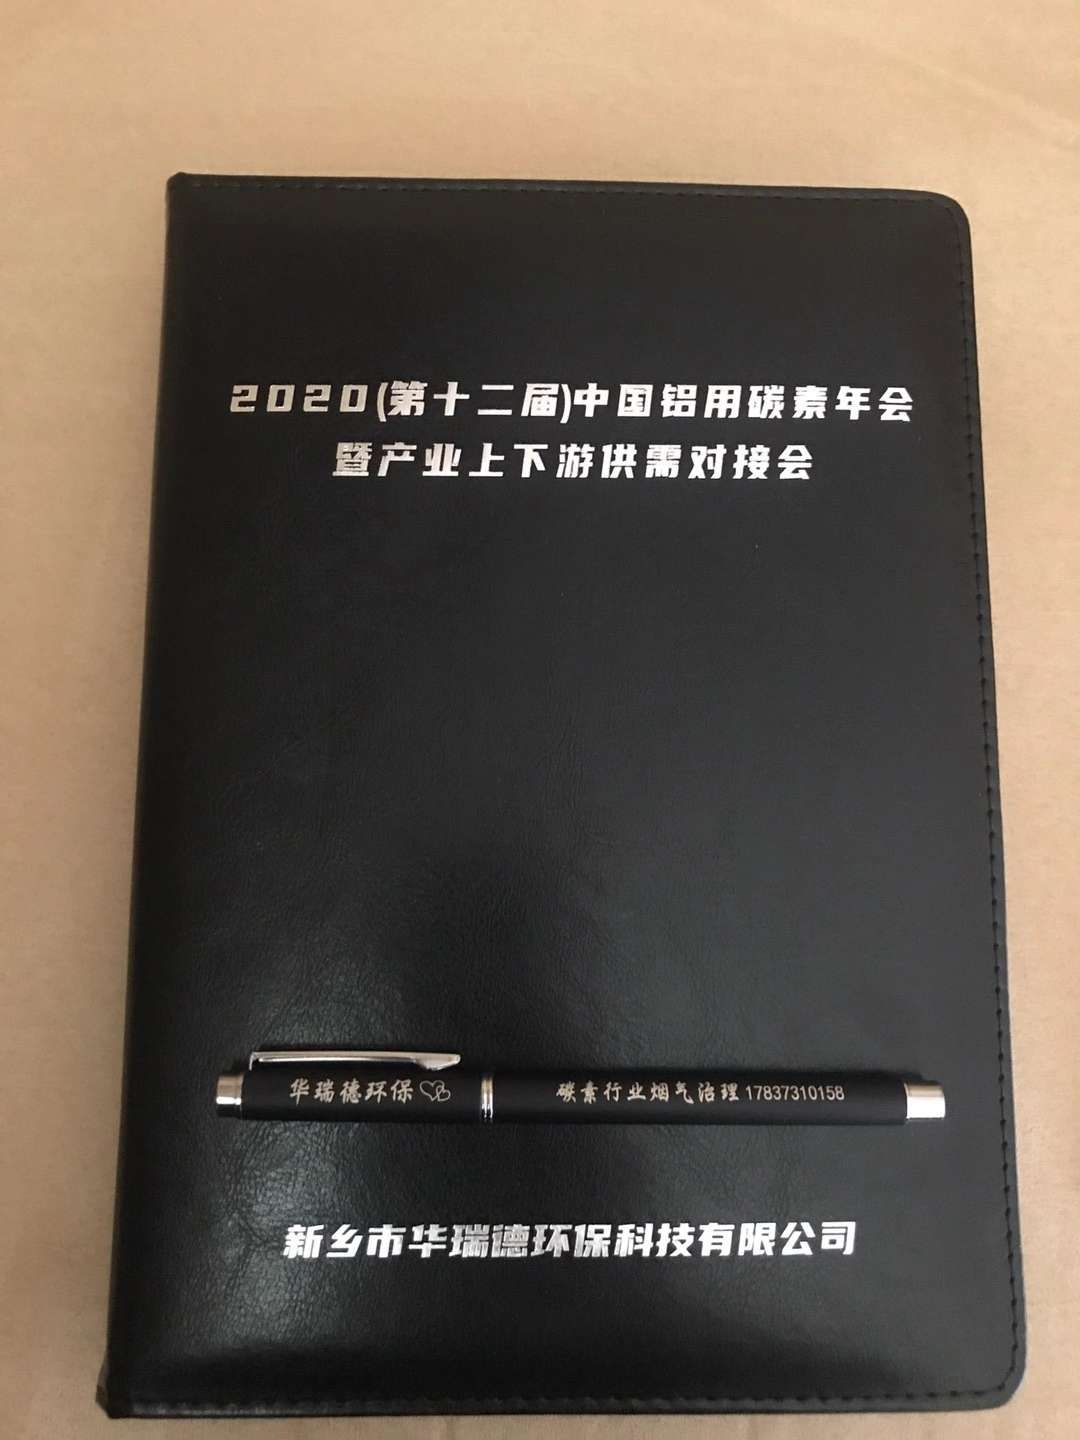 2020(第十二届)中国铝用碳素年会
暨产业上下游供需对接会
华瑞德环保 碳素行业烟气治理 17837310158
新乡市华瑞德环保科技有限公司